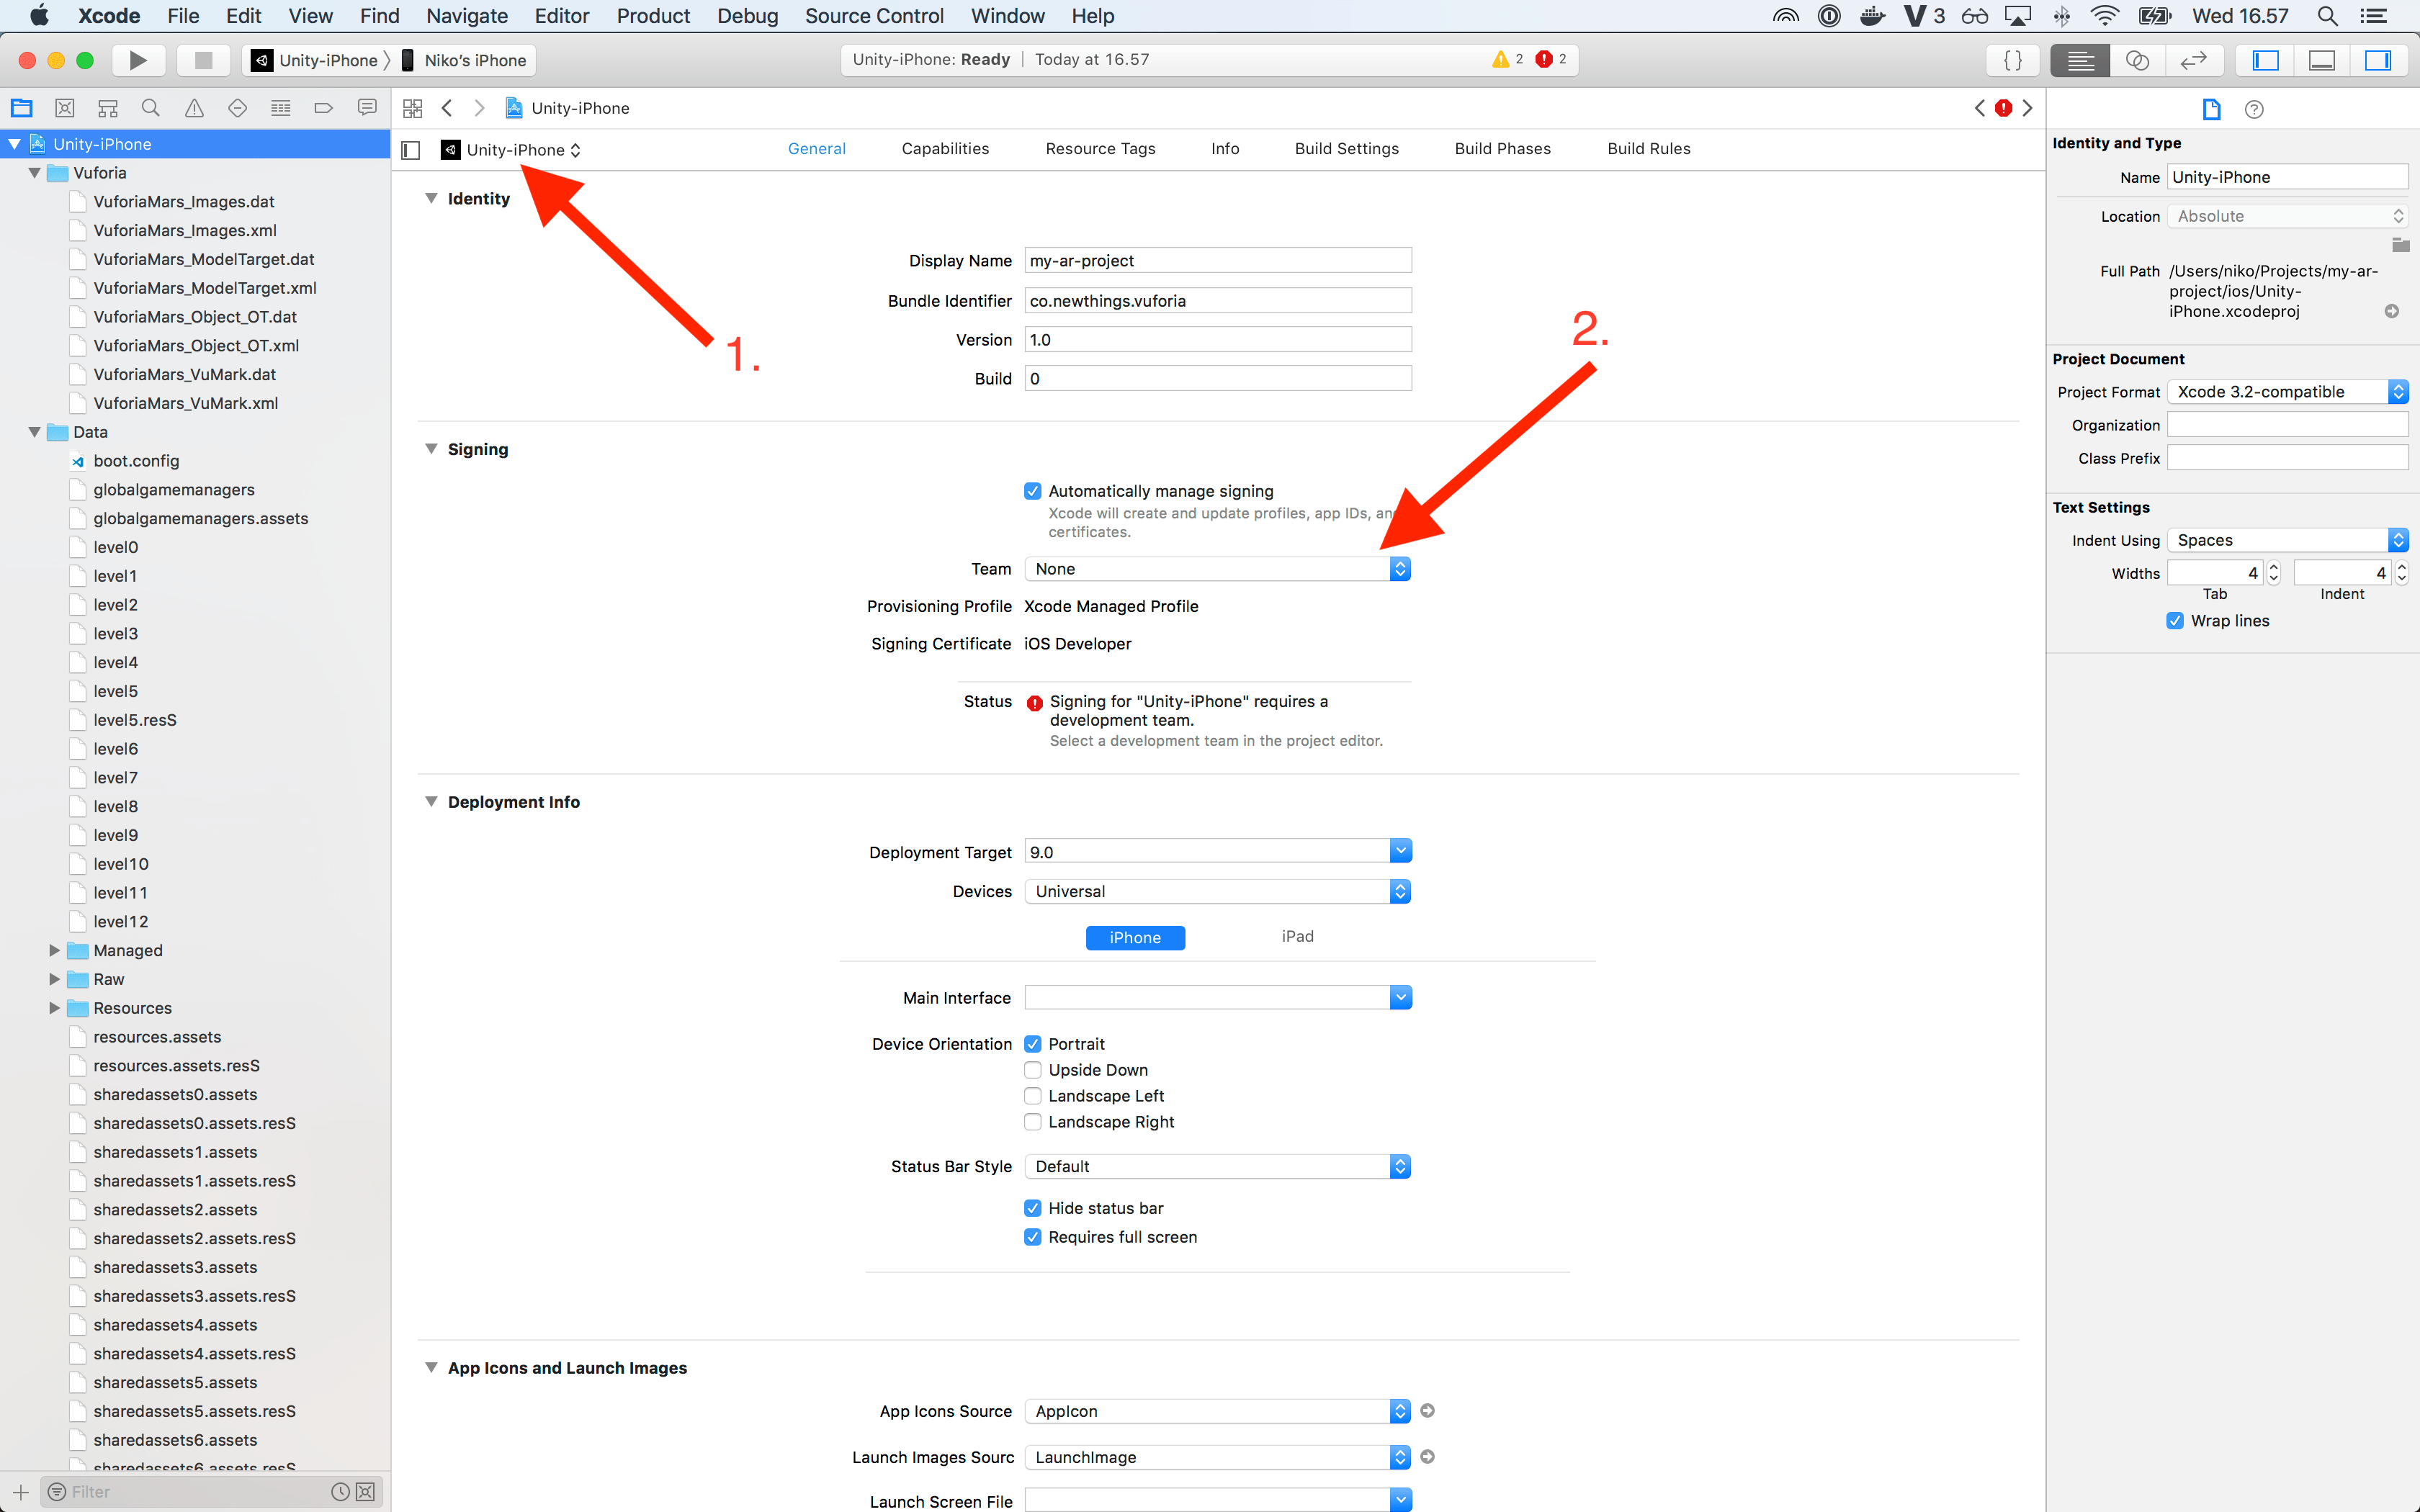 Xcode File Edit View Find Navigate Editor Product Debug Source Control Window Help 3 Wed 16.57
Unity-iPhone Niko's iPhone Unity-iPhone: Ready Today at 16.57 2 2 {}
Unity-iPhone
Unity-iPhone
Vuforia
VuforiaMars_Images.dat
VuforiaMars_Images.xml
VuforiaMars_ModelTarget.dat
VuforiaMars_ModelTarget.xml
VuforiaMars_Object_OT.dat
VuforiaMars_Object_OT.xml
VuforiaMars_VuMark.dat
VuforiaMars_VuMark.xml
Data
boot.config
globalgamemanagers
globalgamemanagers.assets
level0
level1
level2
level3
level4
level5
level5.resS
level6
level7
level8
level9
level10
level11
level12
Managed
Raw
Resources
resources.assets
resources.assets.resS
sharedassets0.assets
sharedassets0.assets.resS
sharedassets1.assets
sharedassets1.assets.resS
sharedassets2.assets
sharedassets2.assets.resS
sharedassets3.assets
sharedassets3.assets.resS
sharedassets4.assets
sharedassets4.assets.resS
sharedassets5.assets
sharedassets5.assets.resS
sharedassets6.assets
sharedassets6.assets.resS
Filter
Unity-iPhone General Capabilities Resource Tags Info Build Settings Build Phases Build Rules
Identity
Display Name my-ar-project
Bundle Identifier co.newthings.vuforia
Version 1.0
Build 0
1.
2.
Signing
Automatically manage signing
Xcode will create and update profiles, app IDs, and
certificates.
Team None
Provisioning Profile Xcode Managed Profile
Signing Certificate iOS Developer
Status Signing for "Unity-iPhone" requires a
development team.
Select a development team in the project editor.
Deployment Info
Deployment Target 9.0
Devices Universal
iPhone iPad
Main Interface
Device Orientation Portrait
Upside Down
Landscape Left
Landscape Right
Status Bar Style Default
Hide status bar
Requires full screen
App Icons and Launch Images
App Icons Source AppIcon
Launch Images Sourc LaunchImage
Launch Screen File
Identity and Type
Name Unity-iPhone
Location Absolute
Full Path /Users/niko/Projects/my-ar-
project/ios/Unity-
iPhone.xcodeproj
Project Document
Project Format Xcode 3.2-compatible
Organization
Class Prefix
Text Settings
Indent Using Spaces
Widths 4 4
Tab Indent
Wrap lines